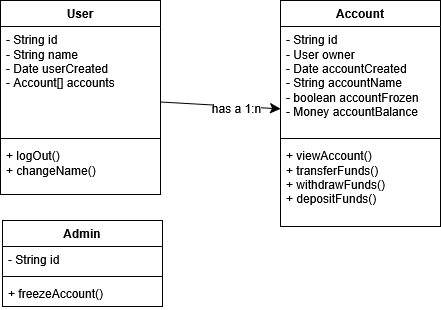 User
- String id
- String name
- Date userCreated
- Account[] accounts
+ logOut()
+ changeName()
has a 1:n
Account
- String id
- User owner
- Date accountCreated
- String accountName
- boolean accountFrozen
- Money accountBalance
+ viewAccount()
+ transferFunds()
+ withdrawFunds()
+ depositFunds()
Admin
- String id
+ freezeAccount()